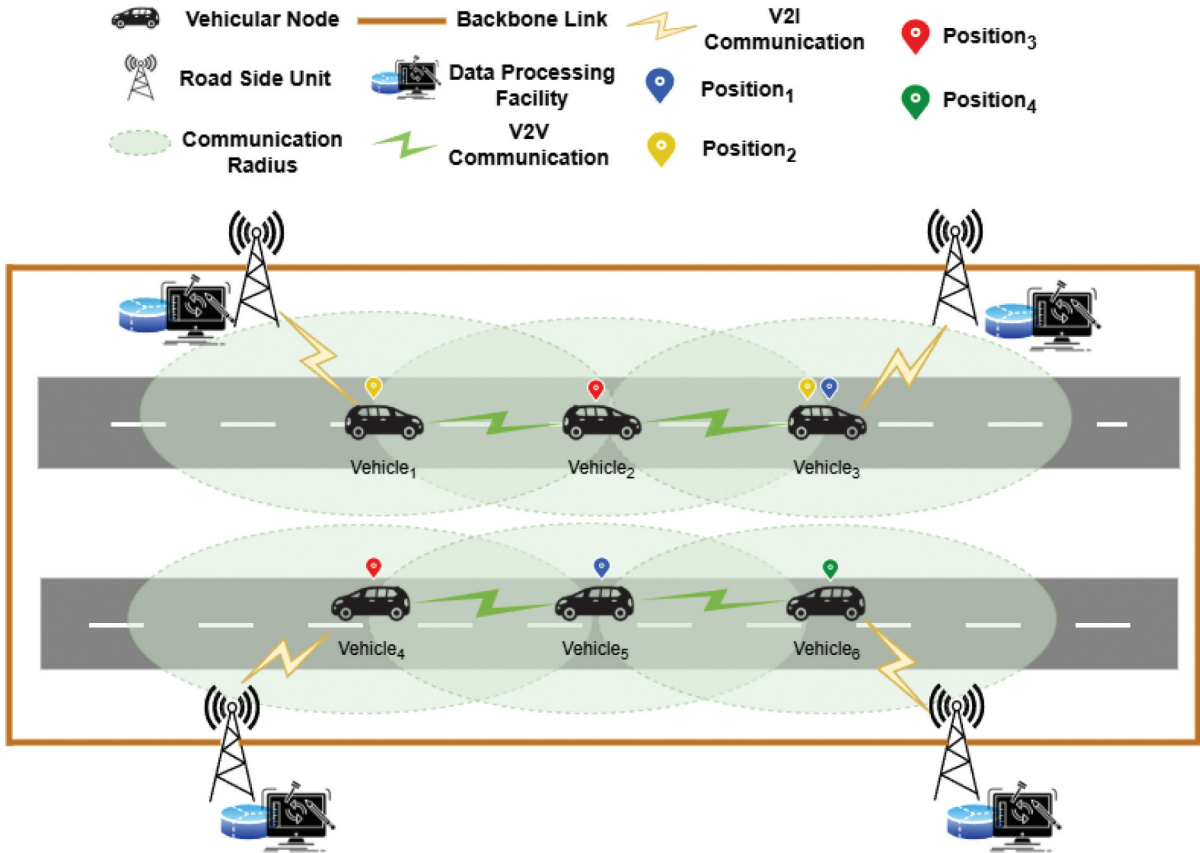 Vehicular Node
Backbone Link
V2I
Communication
Position₃
Road Side Unit
Data Processing
Facility
Position₁
Position₄
Communication
Radius
V2V
Communication
Position₂
Vehicle₁
Vehicle₂
Vehicle₃
Vehicle₄
Vehicle₅
Vehicle₆